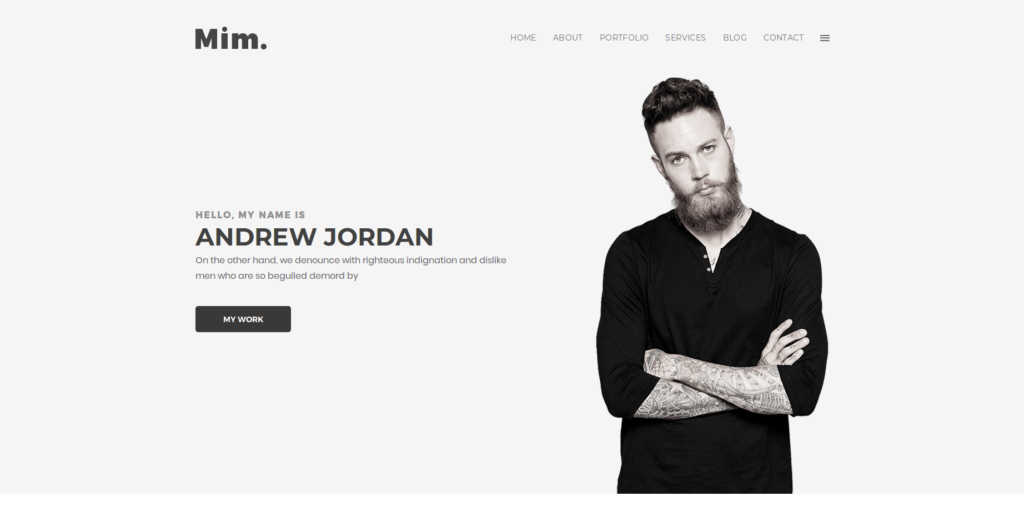 Mim.
HOME ABOUT PORTFOLIO SERVICES BLOG CONTACT
HELLO, MY NAME IS
ANDREW JORDAN
On the other hand, we denounce with righteous indignation and dislike
men who are so beguiled demord by
MY WORK